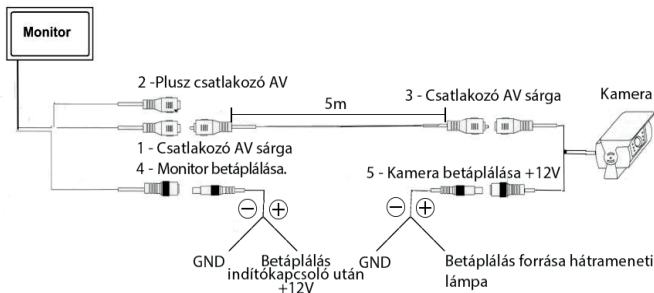 Monitor
2 -Plusz csatlakozó AV
5m
3 - Csatlakozó AV sárga
Kamera
1 - Csatlakozó AV sárga
4 - Monitor betáplálása.
5 - Kamera betáplálása +12V
GND
Betáplálás
indítókapcsoló után
+12V
GND
Betáplálás forrása hátrameneti
lámpa